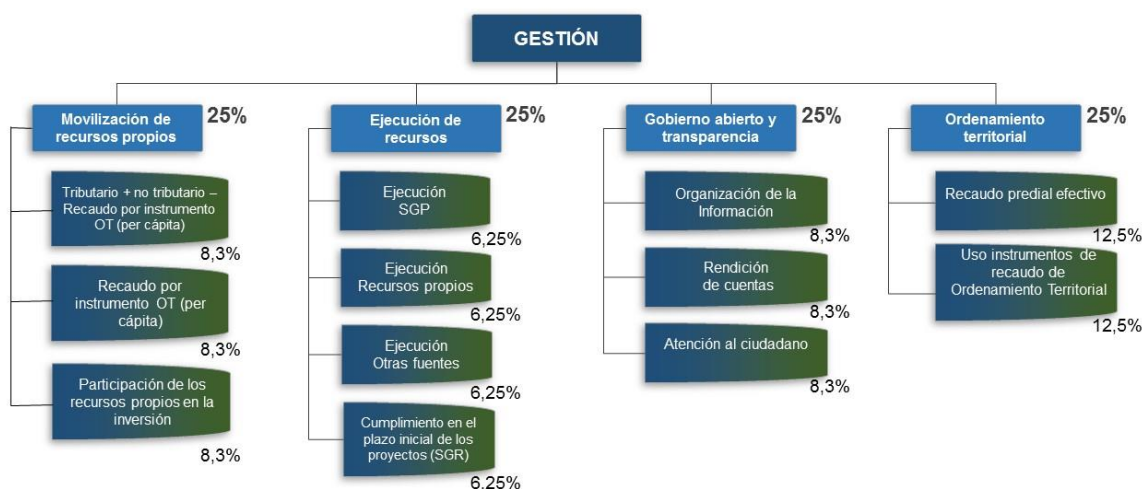 GESTIÓN
Movilización de
recursos propios
25%
Tributario + no tributario –
Recaudo por instrumento
OT (per cápita)
8,3%
Recaudo por
instrumento OT (per
cápita)
8,3%
Participación de los
recursos propios en la
inversión
8,3%
Ejecución de
recursos
25%
Ejecución
SGP
6,25%
Ejecución
Recursos propios
6,25%
Ejecución
Otras fuentes
6,25%
Cumplimiento en el
plazo inicial de los
proyectos (SGR)
6,25%
Gobierno abierto y
transparencia
25%
Organización de la
Información
8,3%
Rendición
de cuentas
8,3%
Atención al ciudadano
8,3%
Ordenamiento
territorial
25%
Recaudo predial efectivo
12,5%
Uso instrumentos de
recaudo de
Ordenamiento Territorial
12,5%